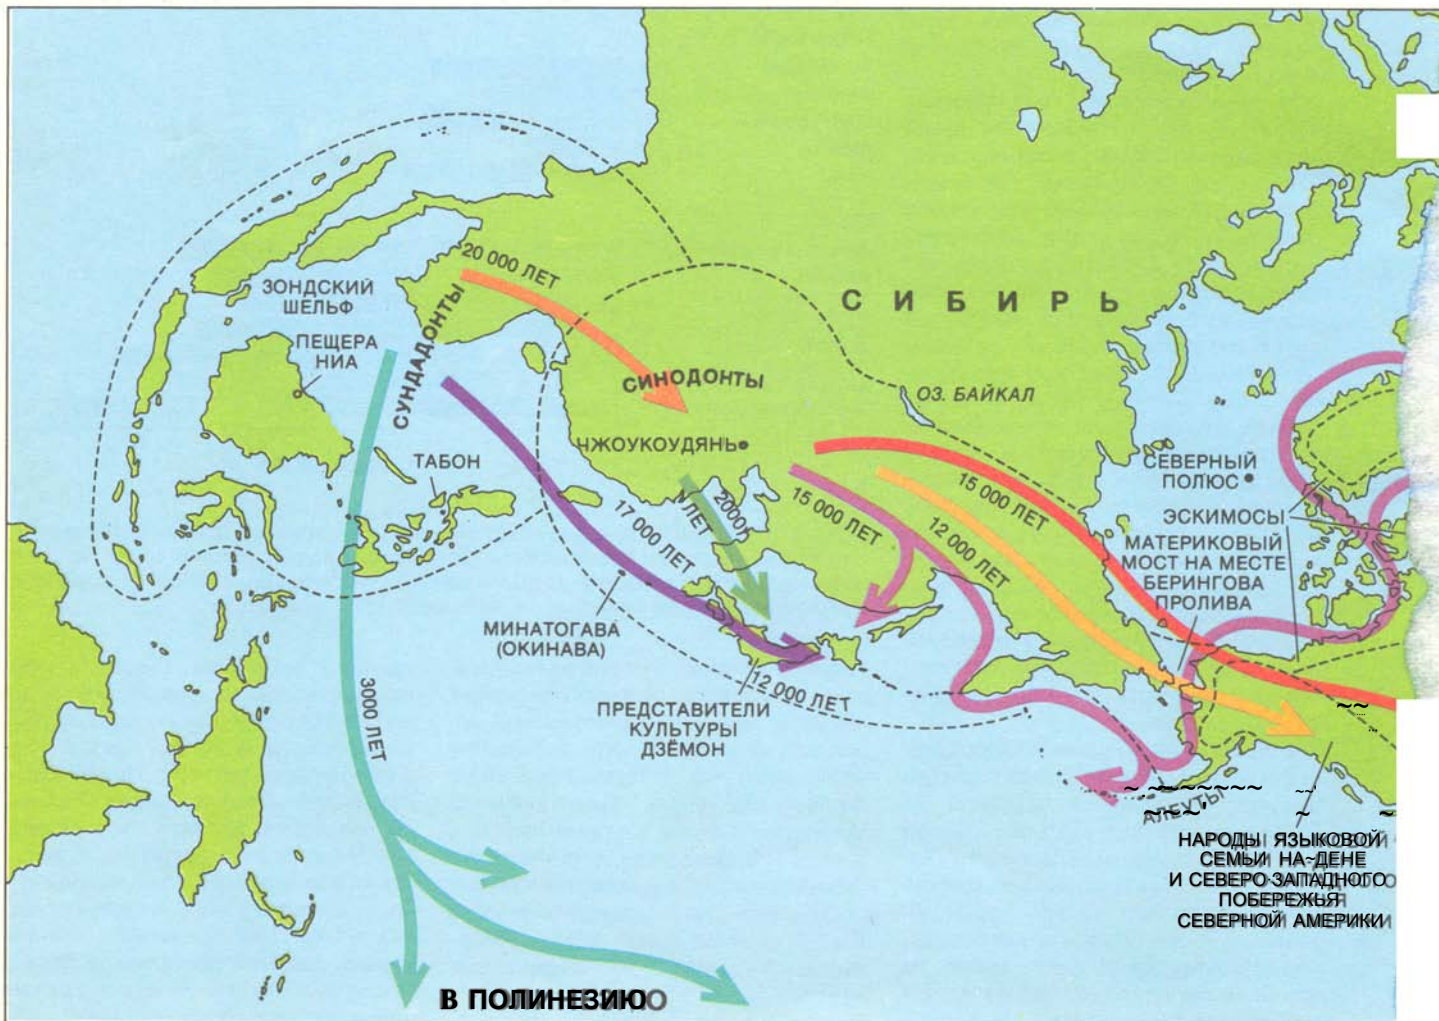 20 000 ЛЕТ
ЗОНДСКИЙ
ШЕЛЬФ
ПЕЩЕРА
НИА
СУНДАДОНТЫ
СИБИРЬ
СИНОДОНТЫ
ОЗ. БАЙКАЛ
ЧЖОУКОУДЯНЬ
ТАБОН
СЕВЕРНЫЙ
ПОЛЮС
ЭСКИМОСЫ
МАТЕРИКОВЫЙ
МОСТ НА МЕСТЕ
БЕРИНГОВА
ПРОЛИВА
17 000 ЛЕТ
ЛЕТ
15 000 ЛЕТ
12 000 ЛЕТ
15 000 ЛЕТ
МИНАТОГАВА
(ОКИНАВА)
12 000 ЛЕТ
ПРЕДСТАВИТЕЛИ
КУЛЬТУРЫ
ДЗЁМОН
3000 ЛЕТ
АЛЕУТЫ
НАРОДЫ ЯЗЫКОВОЙ
СЕМЬИ НА-ДЕНЕ
И СЕВЕРО-ЗАПАДНОГО
ПОБЕРЕЖЬЯ
СЕВЕРНОЙ АМЕРИКИ
В ПОЛИНЕЗИЮ